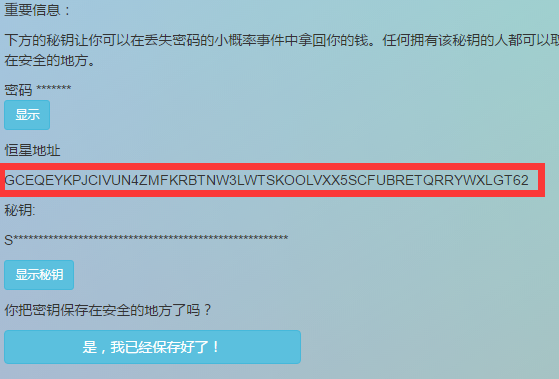 重要信息：
下方的秘钥让你可以在丢失密码的小概率事件中拿回你的钱。任何拥有该秘钥的人都可以取
在安全的地方。
密码 *******
显示
恒星地址
GCEQEYKPJCIVUN4ZMFKRBTNW3LWTSKOOLVXX5SCFUBRETQRRYWXLGT62
秘钥:
S*******************************************************
显示秘钥
你把密钥保存在安全的地方了吗？
是，我已经保存好了！